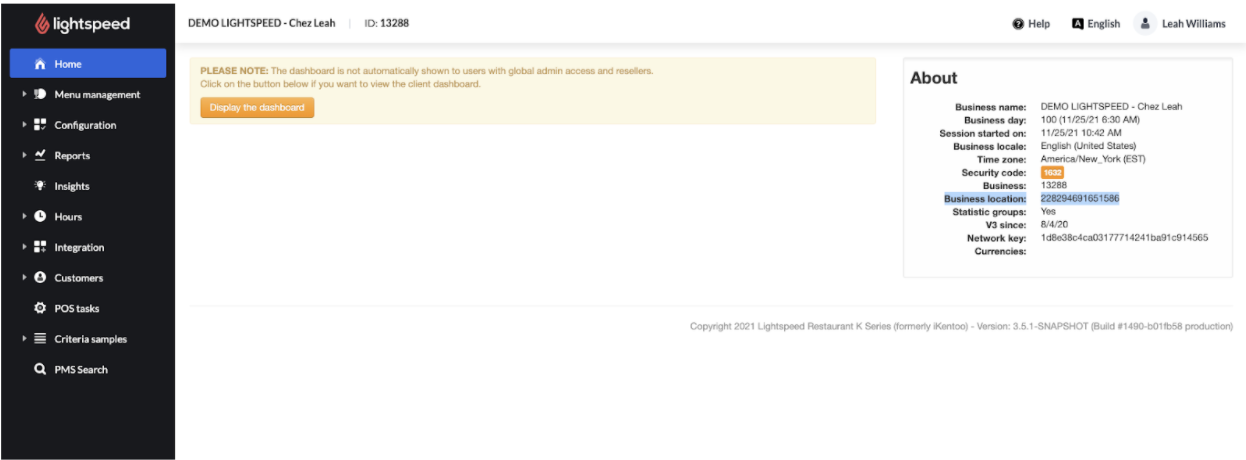 lightspeed
DEMO LIGHTSPEED - Chez Leah | ID: 13288
Help
English
Leah Williams
Home
Menu management
Configuration
Reports
Insights
Hours
Integration
Customers
POS tasks
Criteria samples
PMS Search
PLEASE NOTE: The dashboard is not automatically shown to users with global admin access and resellers.
Click on the button below if you want to view the client dashboard.
Display the dashboard
About
Business name: DEMO LIGHTSPEED - Chez Leah
Business day: 100 (11/25/21 6:30 AM)
Session started on: 11/25/21 10:42 AM
Business locale: English (United States)
Time zone: America/New_York (EST)
Security code: 1632
Business: 13288
Business location: 228294691651586
Statistic groups: Yes
V3 since: 8/4/20
Network key: 1d8e38c4ca03177714241ba91c914565
Currencies:
Copyright 2021 Lightspeed Restaurant K Series (formerly iKentoo) - Version: 3.5.1-SNAPSHOT (Build #1490-b01fb58 production)